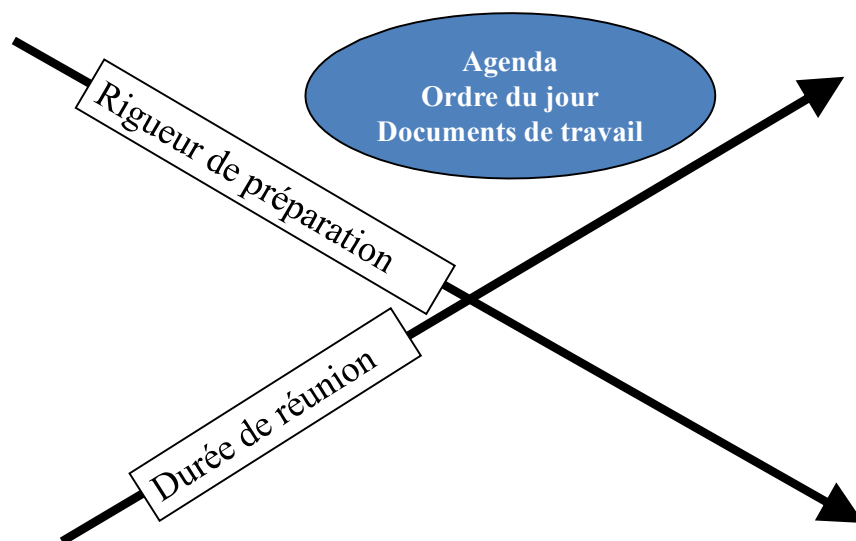 Agenda
Ordre du jour
Documents de travail
Rigueur de préparation
Durée de réunion